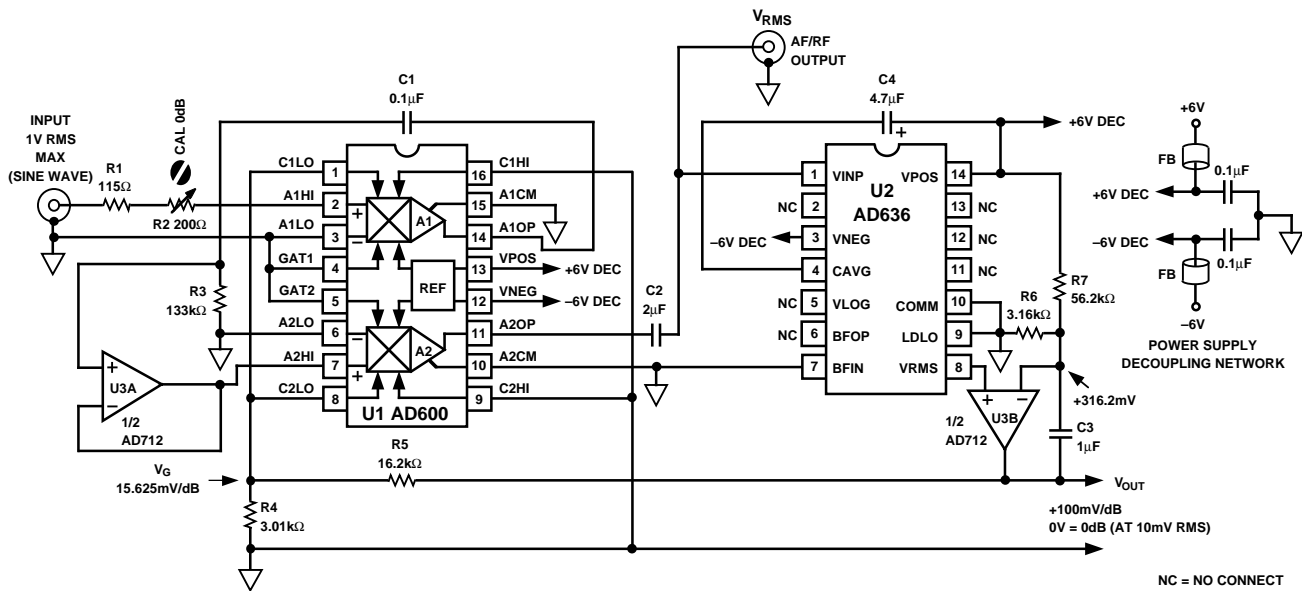 INPUT
1V RMS
MAX
(SINE WAVE)
R1
115Ω
CAL 0dB
R2 200Ω
C1
0.1µF
C1LO
A1HI
A1LO
GAT1
GAT2
A2LO
A2HI
C2LO
1
2
3
4
5
6
7
8
+
–
–
+
A1
REF
A2
U1 AD600
16
15
14
13
12
11
10
9
C1HI
A1CM
A1OP
VPOS
VNEG
A2OP
A2CM
C2HI
+6V DEC
–6V DEC
R3
133kΩ
+
U3A
–
1/2
AD712
VG
15.625mV/dB
R4
3.01kΩ
R5
16.2kΩ
C2
2µF
VRMS
AF/RF
OUTPUT
C4
4.7µF
+
+6V DEC
U2
AD636
1
2
3
4
5
6
7
VINP
VNEG
CAVG
VLOG
BFOP
BFIN
NC
–6V DEC
NC
NC
VPOS
COMM
LDLO
VRMS
14
13
12
11
10
9
8
NC
NC
NC
R6
3.16kΩ
R7
56.2kΩ
+316.2mV
+
–
U3B
1/2
AD712
C3
1µF
VOUT
+100mV/dB
0V = 0dB (AT 10mV RMS)
+6V
FB
0.1µF
+6V DEC
–6V DEC
0.1µF
FB
–6V
POWER SUPPLY
DECOUPLING NETWORK
NC = NO CONNECT